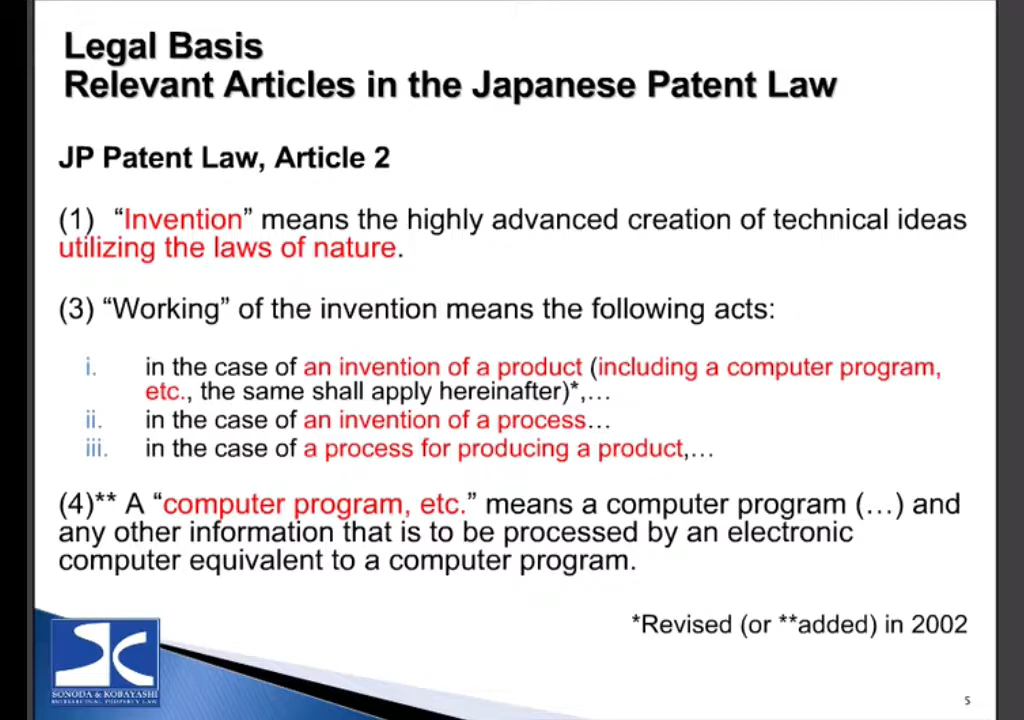 Legal Basis
Relevant Articles in the Japanese Patent Law
JP Patent Law, Article 2
(1) “Invention” means the highly advanced creation of technical ideas
utilizing the laws of nature.
(3) “Working” of the invention means the following acts:
i. in the case of an invention of a product (including a computer program,
etc., the same shall apply hereinafter)*,…
ii. in the case of an invention of a process…
iii. in the case of a process for producing a product,…
(4)** A “computer program, etc.” means a computer program (…) and
any other information that is to be processed by an electronic
computer equivalent to a computer program.
*Revised (or **added) in 2002
SONODA & KOBAYASHI
INTELLECTUAL PROPERTY LAW
5